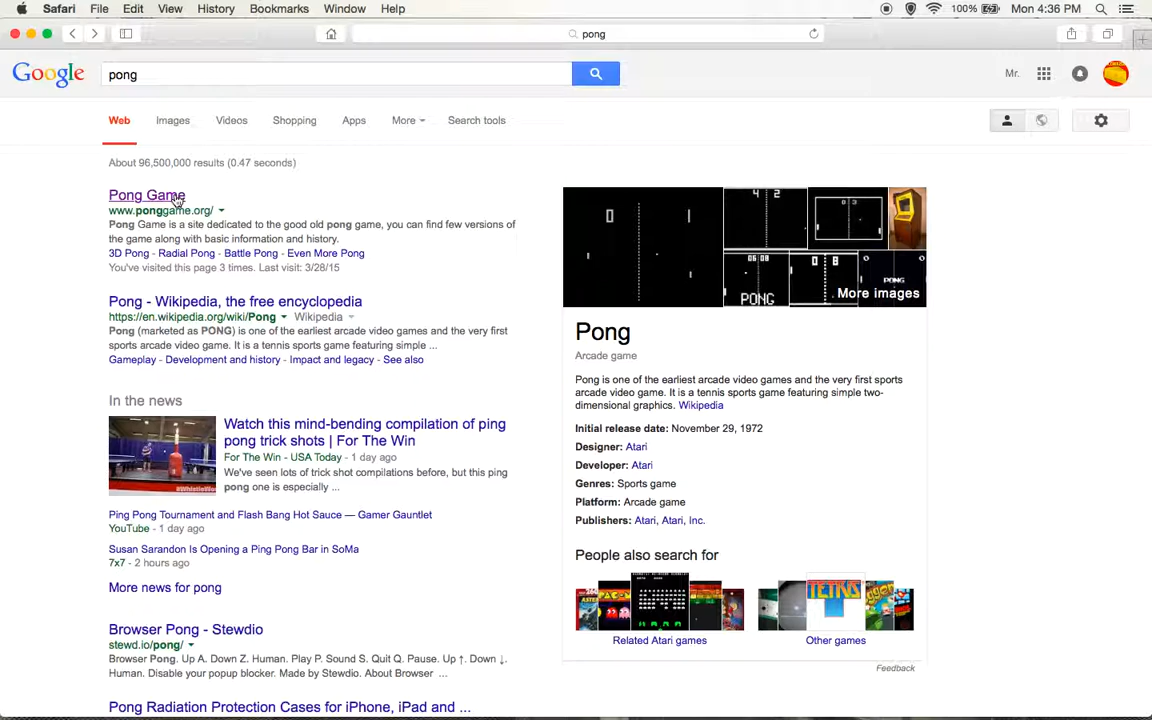 Safari File Edit View History Bookmarks Window Help 100% Mon 4:36 PM
pong
Google pong Mr.
Web Images Videos Shopping Apps More Search tools
About 96,500,000 results (0.47 seconds)
Pong Game
www.ponggame.org/
Pong Game is a site dedicated to the good old pong game, you can find few versions of
the game along with basic information and history.
3D Pong - Radial Pong - Battle Pong - Even More Pong
You've visited this page 3 times. Last visit: 3/28/15
Pong - Wikipedia, the free encyclopedia
https://en.wikipedia.org/wiki/Pong Wikipedia
Pong (marketed as PONG) is one of the earliest arcade video games and the very first
sports arcade video game. It is a tennis sports game featuring simple ...
Gameplay - Development and history - Impact and legacy - See also
In the news
Watch this mind-bending compilation of ping
pong trick shots | For The Win
For The Win - USA Today - 1 day ago
We've seen lots of trick shot compilations before, but this ping
pong one is especially ...
Ping Pong Tournament and Flash Bang Hot Sauce — Gamer Gauntlet
YouTube - 1 day ago
Susan Sarandon Is Opening a Ping Pong Bar in SoMa
7x7 - 2 hours ago
More news for pong
Browser Pong - Stewdio
stewd.io/pong/
Browser Pong. Up A. Down Z. Human. Play P. Sound S. Quit Q. Pause. Up ↑. Down ↓.
Human. Disable your popup blocker. Made by Stewdio. About Browser ...
Pong Radiation Protection Cases for iPhone, iPad and ...
PONG
PONG
More images
Pong
Arcade game
Pong is one of the earliest arcade video games and the very first sports
arcade video game. It is a tennis sports game featuring simple two-
dimensional graphics. Wikipedia
Initial release date: November 29, 1972
Designer: Atari
Developer: Atari
Genres: Sports game
Platform: Arcade game
Publishers: Atari, Atari, Inc.
People also search for
TETRIS
Related Atari games Other games
Feedback